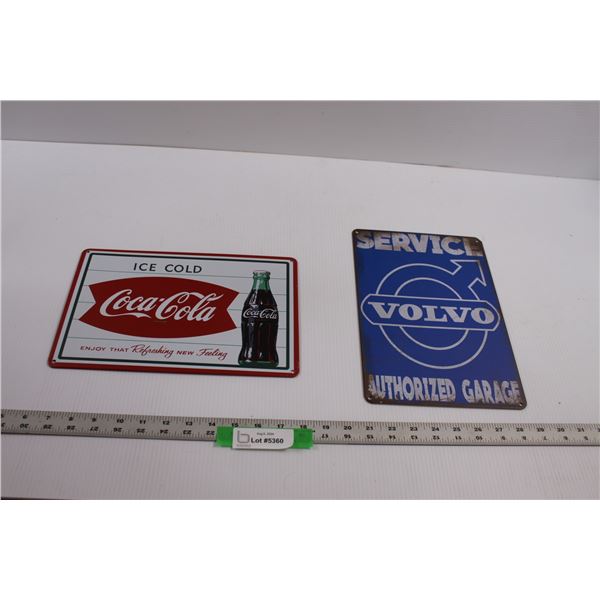 ICE COLD
Coca-Cola
Coca-Cola
ENJOY THAT Refreshing NEW Feeling
SERVICE
VOLVO
AUTHORIZED GARAGE
Lot #5360